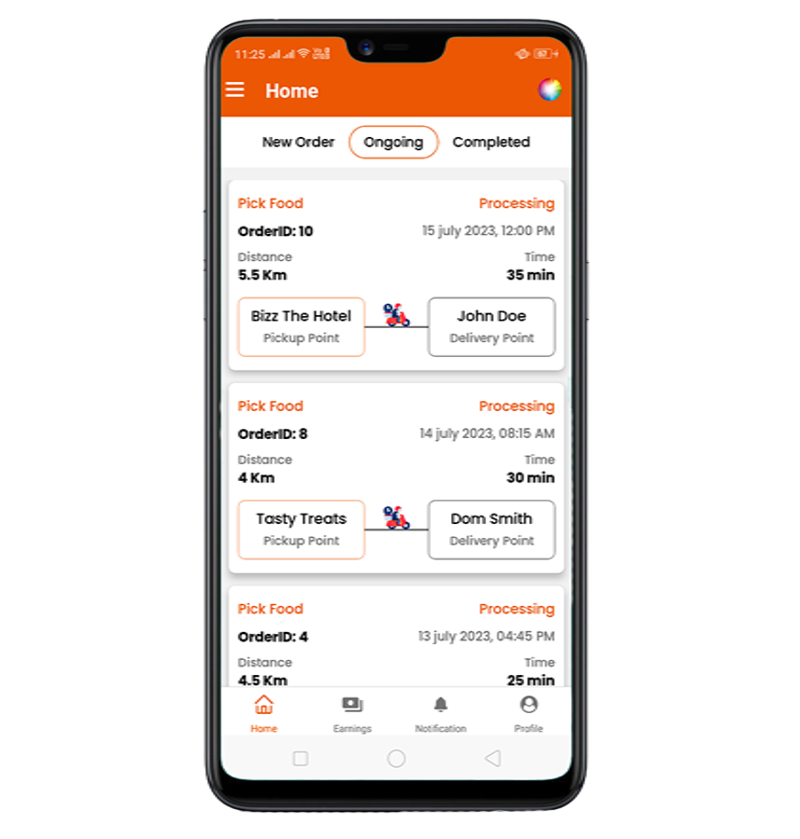 11:25
Home
New Order Ongoing Completed
Pick Food Processing
OrderID: 10 15 july 2023, 12:00 PM
Distance Time
5.5 Km 35 min
Bizz The Hotel John Doe
Pickup Point Delivery Point
Pick Food Processing
OrderID: 8 14 july 2023, 08:15 AM
Distance Time
4 Km 30 min
Tasty Treats Dom Smith
Pickup Point Delivery Point
Pick Food Processing
OrderID: 4 13 july 2023, 04:45 PM
Distance Time
4.5 Km 25 min
Home Earnings Notification Profile